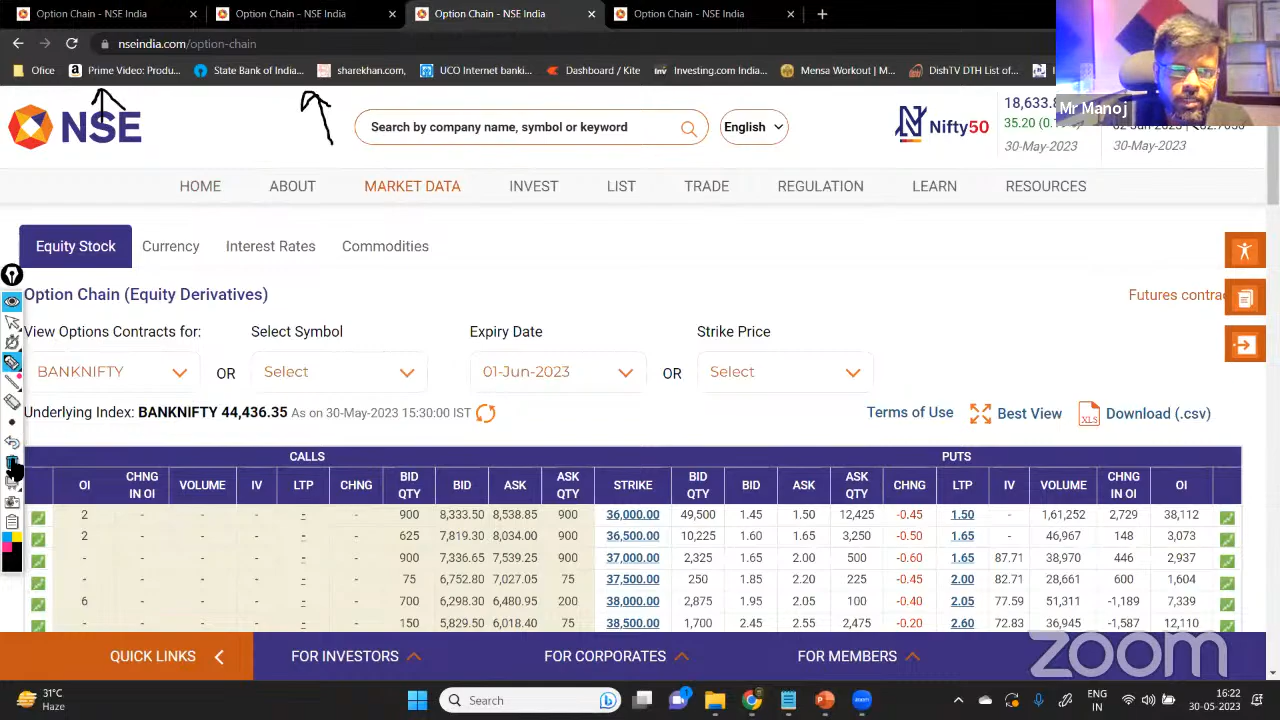 Option Chain - NSE India
Option Chain - NSE India
Option Chain - NSE India
Option Chain - NSE India
nseindia.com/option-chain
Ofice
Prime Video: Produ...
State Bank of India...
sharekhan.com
UCO Internet banki...
Dashboard / Kite
Inv
Investing.com India...
Mensa Workout | M...
DishTV DTH List of...
Mr Manoj
NSE
Search by company name, symbol or keyword
English
Nifty50
30-May-2023
30-May-2023
HOME ABOUT MARKET DATA INVEST LIST TRADE REGULATION LEARN RESOURCES
Equity Stock Currency Interest Rates Commodities
Option Chain (Equity Derivatives)
View Options Contracts for: Select Symbol Expiry Date Strike Price
BANKNIFTY OR Select 01-Jun-2023 OR Select
Underlying Index: BANKNIFTY 44,436.35 As on 30-May-2023 15:30:00 IST
Terms of Use Best View XLS Download (.csv)
CALLS PUTS
OI CHNG IN OI VOLUME IV LTP CHNG BID QTY BID ASK ASK QTY STRIKE BID QTY BID ASK ASK QTY CHNG LTP IV VOLUME CHNG IN OI OI
2 - - - - - 900 8,333.50 8,538.85 900 36,000.00 49,500 1.45 1.50 12,425 -0.45 1.50 - 1,61,252 2,729 38,112
2 - - - - - 625 7,819.30 8,034.00 900 36,500.00 10,225 1.60 1.65 3,250 -0.50 1.65 - 46,967 148 3,073
- - - - - - 900 7,336.65 7,539.25 900 37,000.00 2,325 1.65 2.00 500 -0.60 1.65 87.71 38,970 446 2,937
- - - - - - 75 6,752.80 7,027.05 75 37,500.00 250 1.85 2.20 225 -0.45 2.00 82.71 28,661 600 1,604
6 - - - - - 700 6,298.30 6,480.95 200 38,000.00 2,875 1.95 2.05 100 -0.40 2.05 77.59 51,311 -1,189 7,339
- - - - - - 150 5,829.50 6,018.40 75 38,500.00 1,700 2.45 2.55 2,475 -0.20 2.60 72.83 36,945 -1,587 12,110
QUICK LINKS FOR INVESTORS FOR CORPORATES FOR MEMBERS
zoom
31°C
Haze
Search
ENG
IN
16:22
30-05-2023